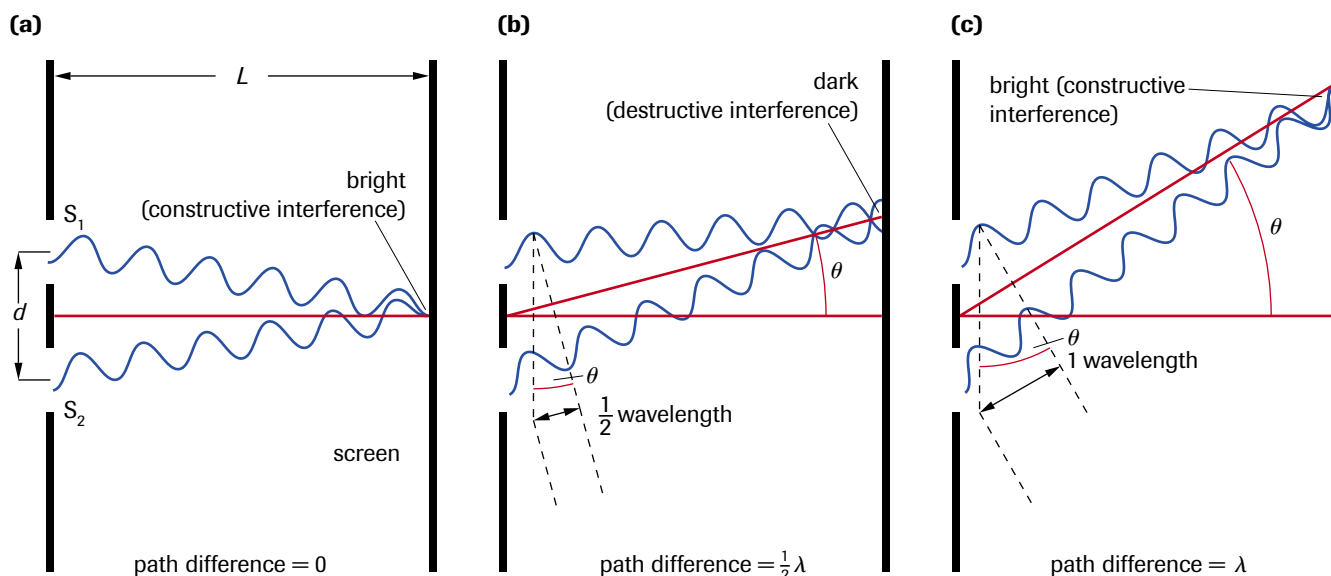 (a)
L
bright
(constructive interference)
S₁
d
S₂
screen
path difference = 0
(b)
dark
(destructive interference)
θ
θ
1/2 wavelength
path difference = 1/2 λ
(c)
bright (constructive
interference)
θ
θ
1 wavelength
path difference = λ